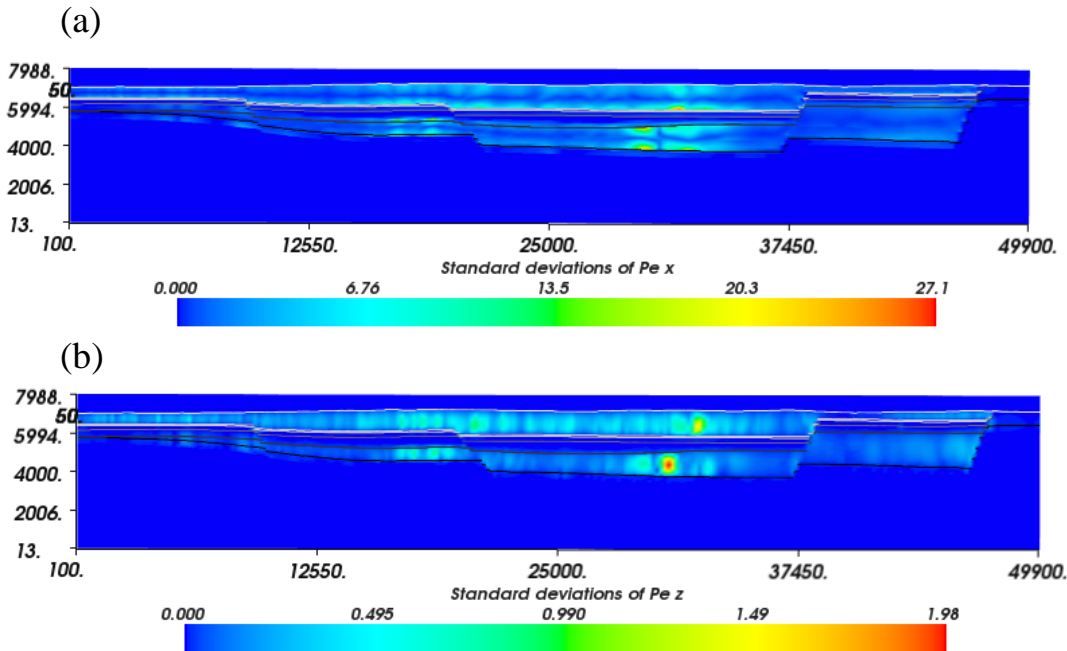 (a)
7988.
50.
5994.
4000.
2006.
13.
100. 12550. 25000. 37450. 49900.
Standard deviations of Pe x
0.000 6.76 13.5 20.3 27.1
(b)
7988.
50.
5994.
4000.
2006.
13.
100. 12550. 25000. 37450. 49900.
Standard deviations of Pe z
0.000 0.495 0.990 1.49 1.98